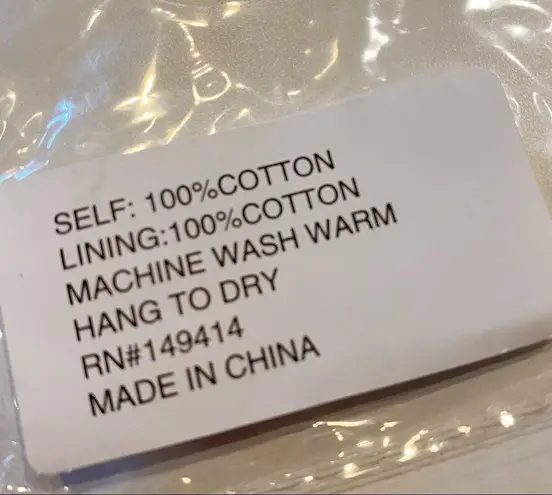 SELF: 100%COTTON
LINING:100%COTTON
MACHINE WASH WARM
HANG TO DRY
RN#149414
MADE IN CHINA